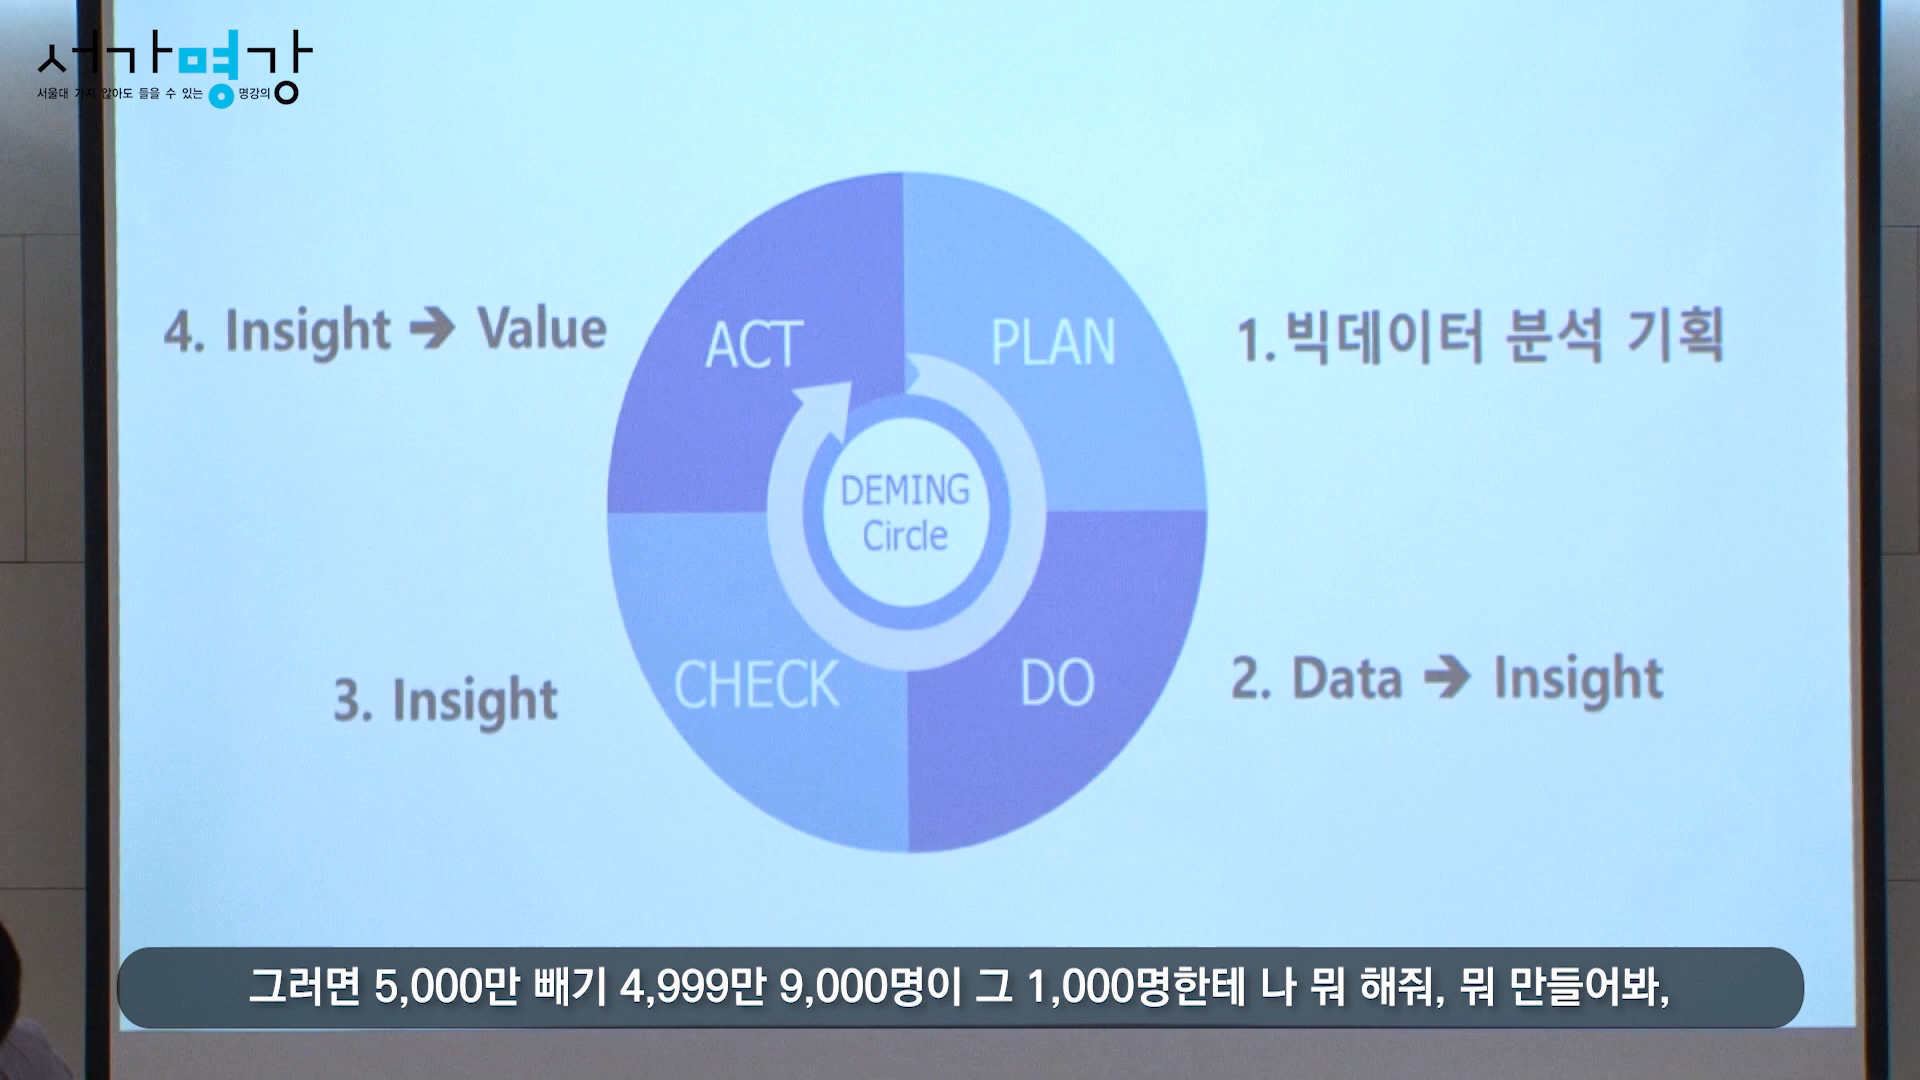 서가명강
서울대 가지 않아도 들을 수 있는 명강의
4. Insight ➔ Value
ACT
PLAN
1. 빅데이터 분석 기획
DEMING
Circle
3. Insight
CHECK
DO
2. Data ➔ Insight
그러면 5,000만 빼기 4,999만 9,000명이 그 1,000명한테 나 뭐 해줘, 뭐 만들어봐,